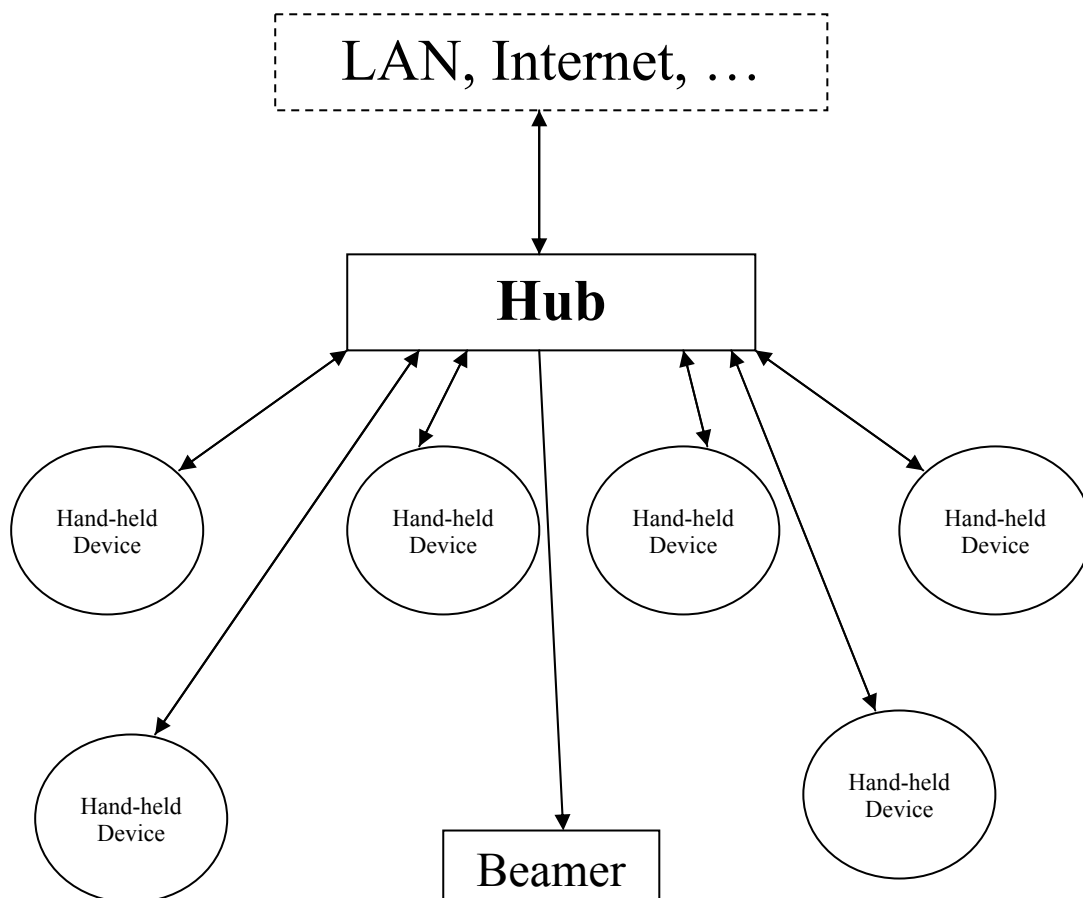 LAN, Internet, …
Hub
Hand-held
Device
Hand-held
Device
Hand-held
Device
Hand-held
Device
Hand-held
Device
Hand-held
Device
Beamer